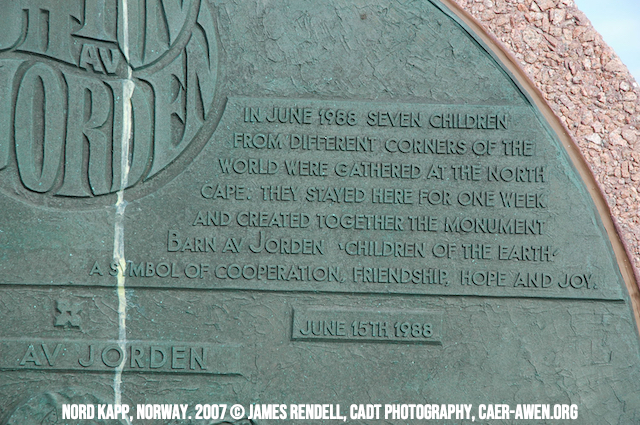 AV
JORDEN
IN JUNE 1988 SEVEN CHILDREN
FROM DIFFERENT CORNERS OF THE
WORLD WERE GATHERED AT THE NORTH
CAPE. THEY STAYED HERE FOR ONE WEEK
AND CREATED TOGETHER THE MONUMENT
BARN AV JORDEN 'CHILDREN OF THE EARTH'
A SYMBOL OF COOPERATION, FRIENDSHIP, HOPE AND JOY.
JUNE 15TH 1988
AV JORDEN
NORD KAPP, NORWAY. 2007 © JAMES RENDELL, CADT PHOTOGRAPHY, CAER-AWEN.ORG